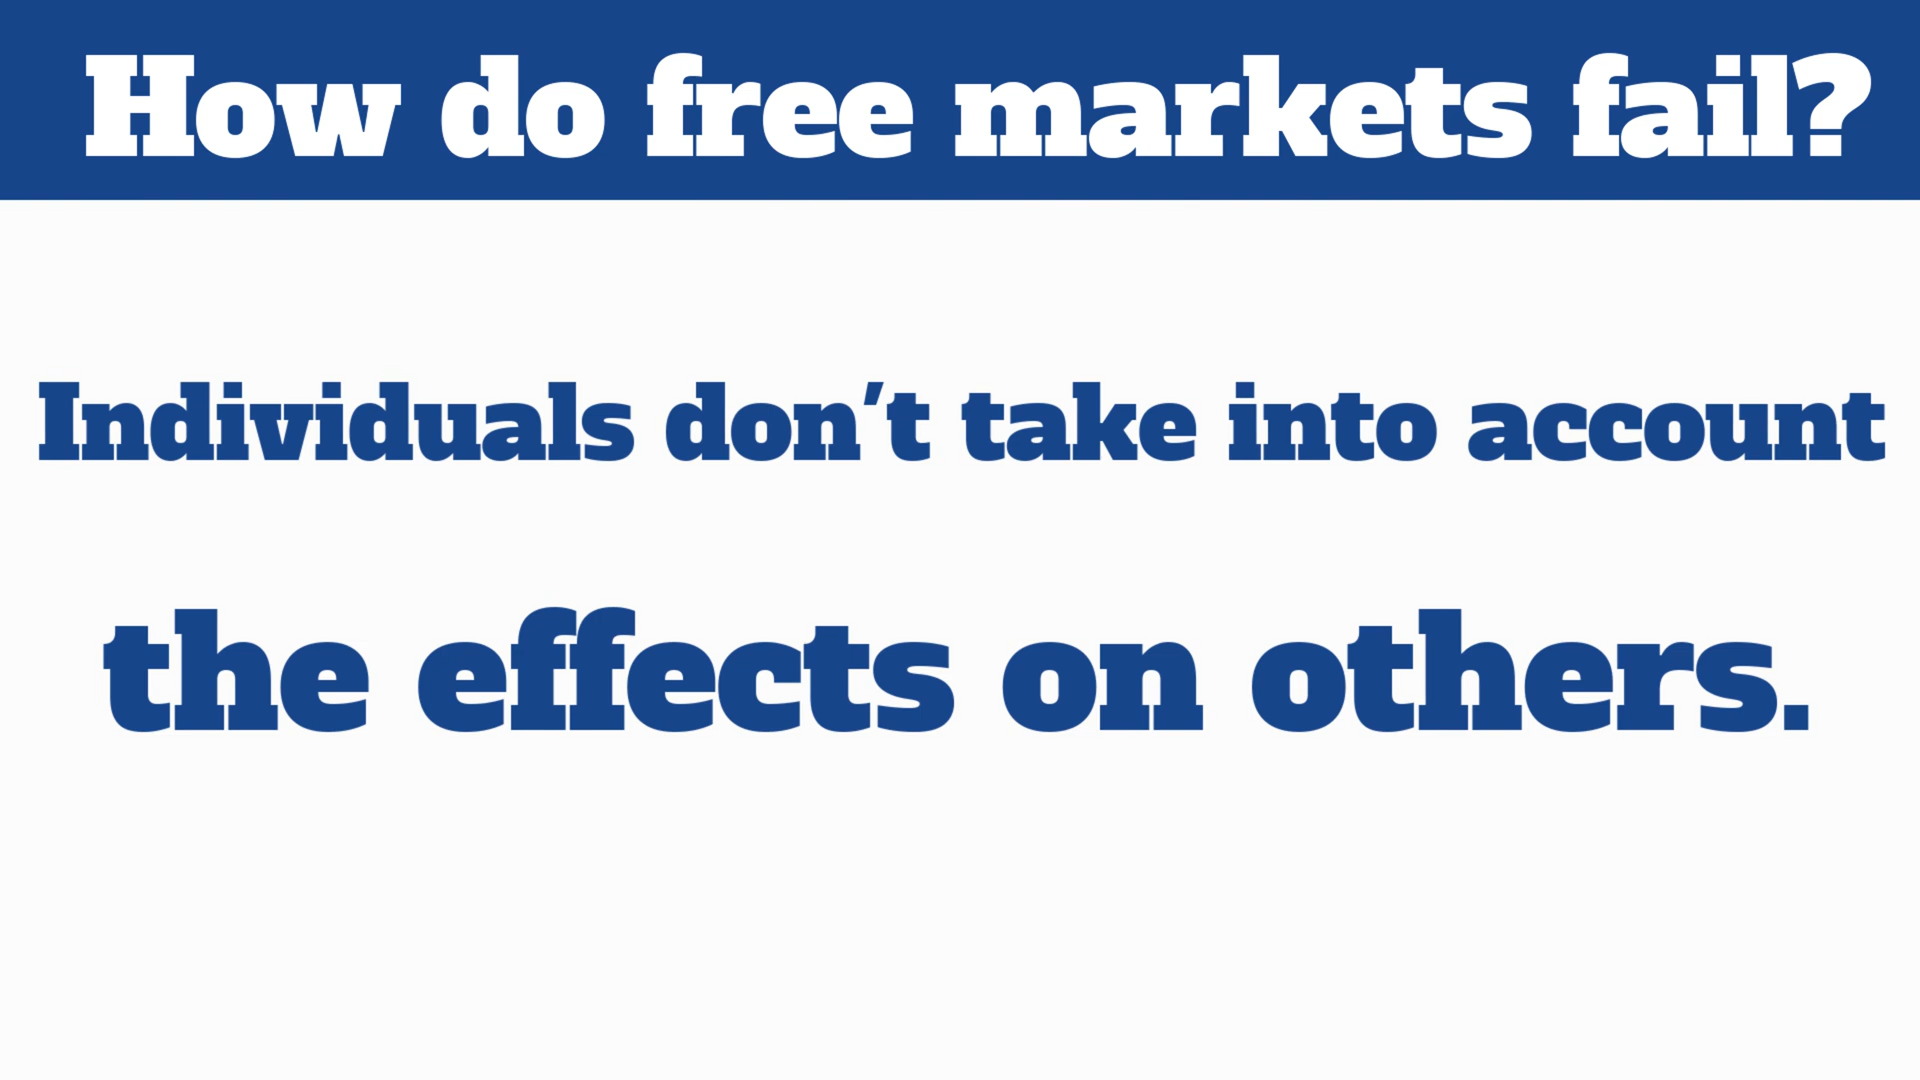 How do free markets fail?
Individuals don't take into account
the effects on others.